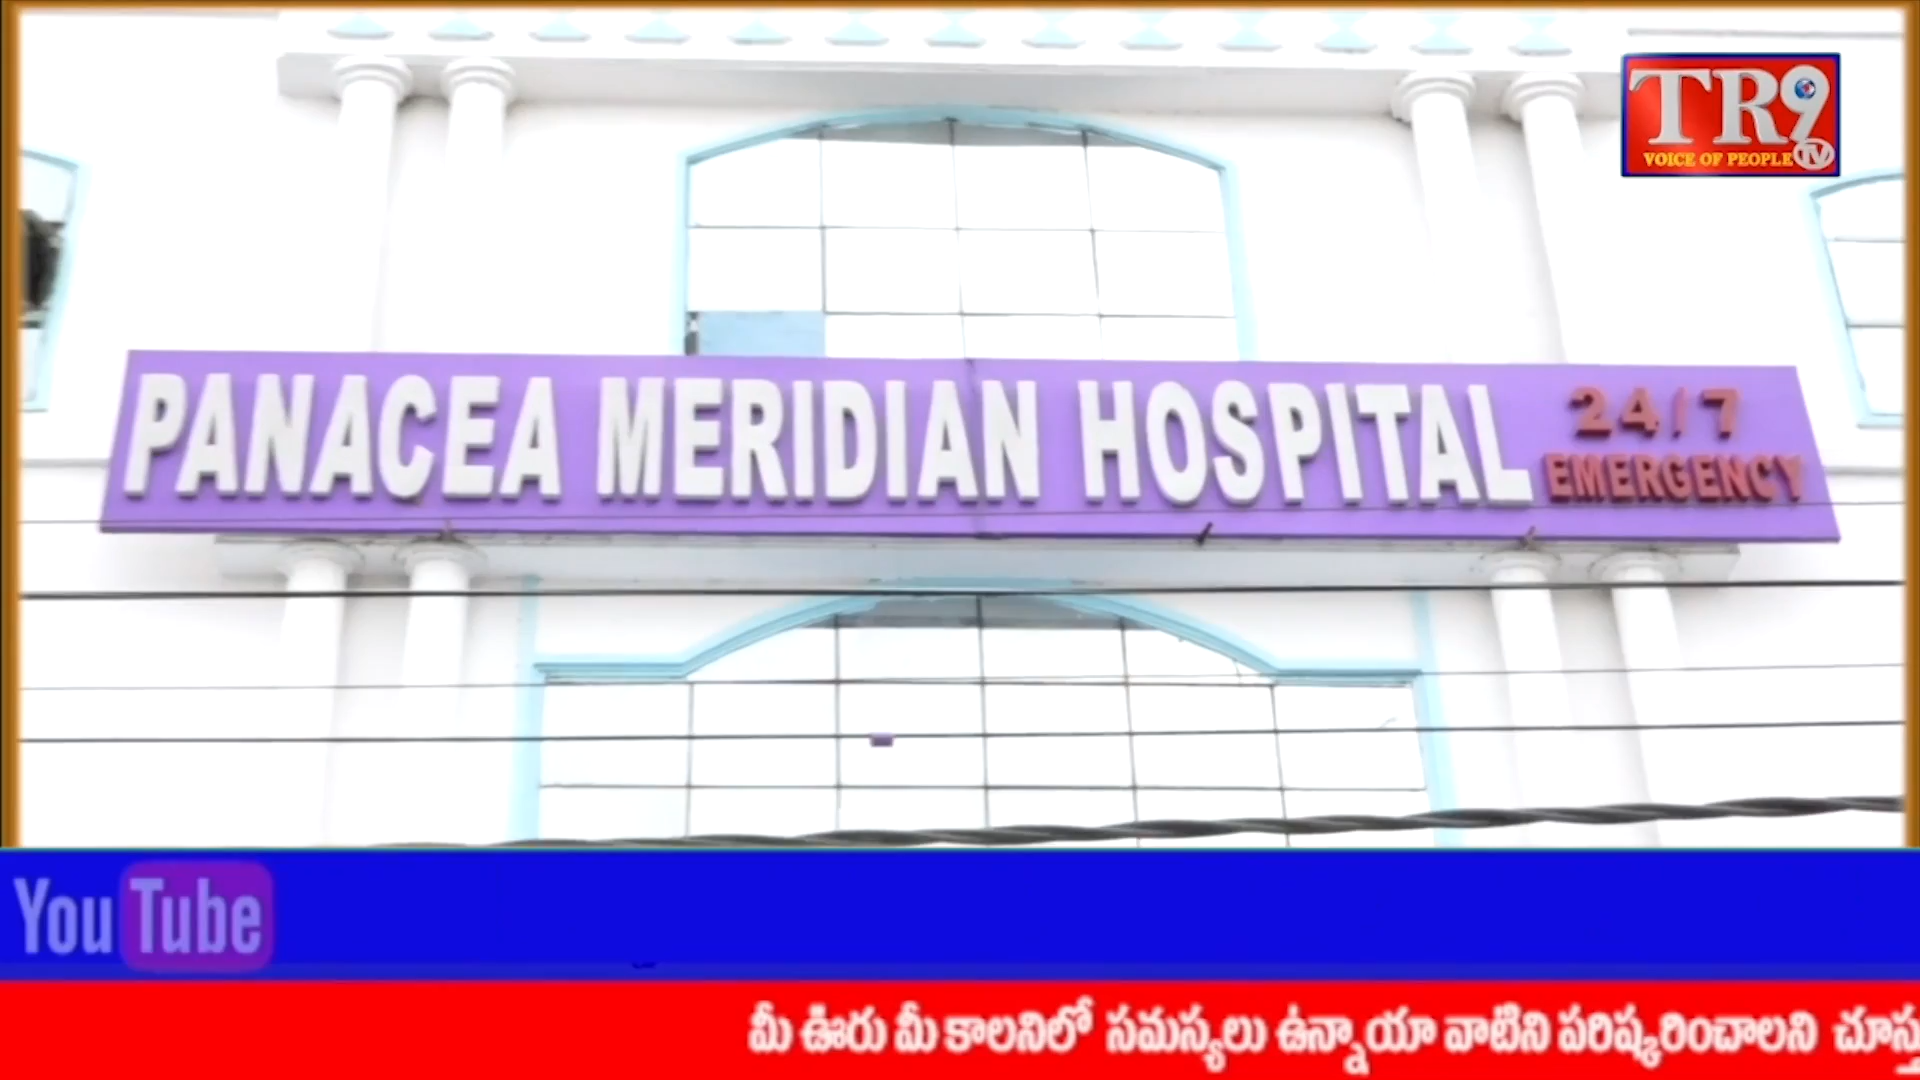 TR9
TV
VOICE OF PEOPLE
PANACEA MERIDIAN HOSPITAL
24/7
EMERGENCY
YouTube
మీ ఊరు మీ కాలనిలో సమస్యలు ఉన్నాయా వాటిని పరిష్కరించాలని